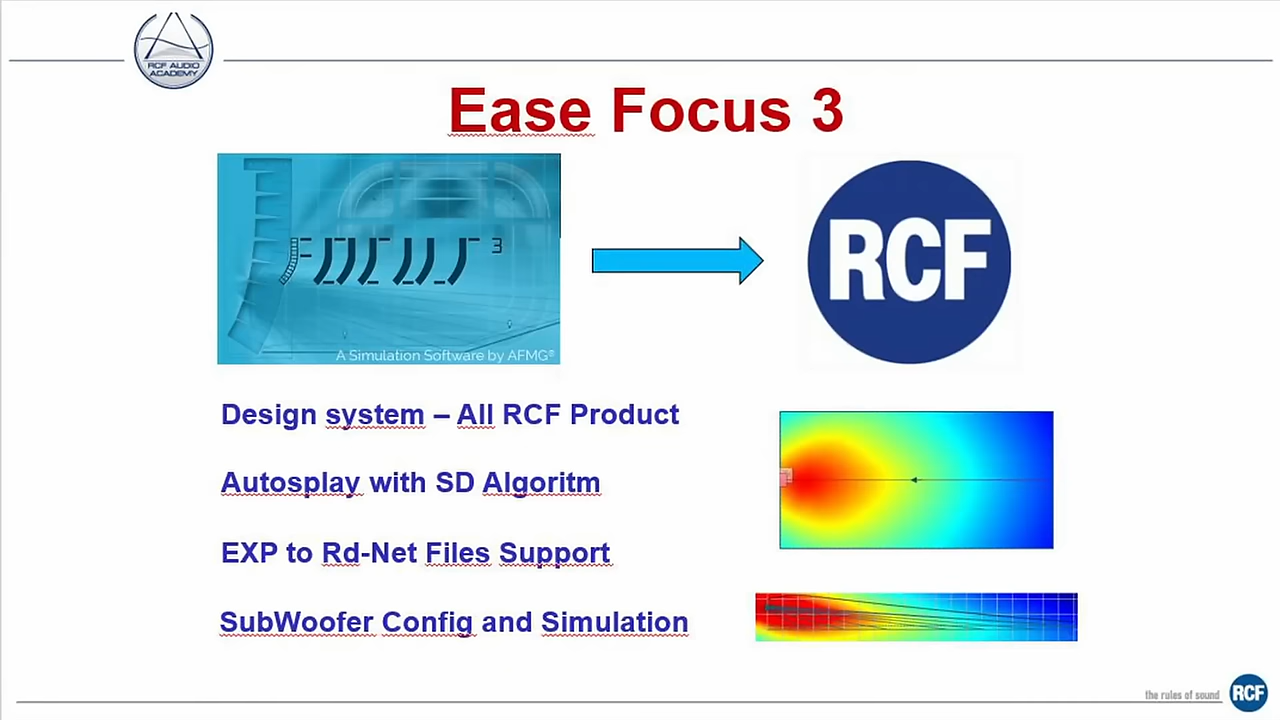 RCF AUDIO
ACADEMY
Ease Focus 3
FOCUS 3
A Simulation Software by AFMG®
RCF
Design system – All RCF Product
Autosplay with SD Algoritm
EXP to Rd-Net Files Support
SubWoofer Config and Simulation
the rules of sound
RCF